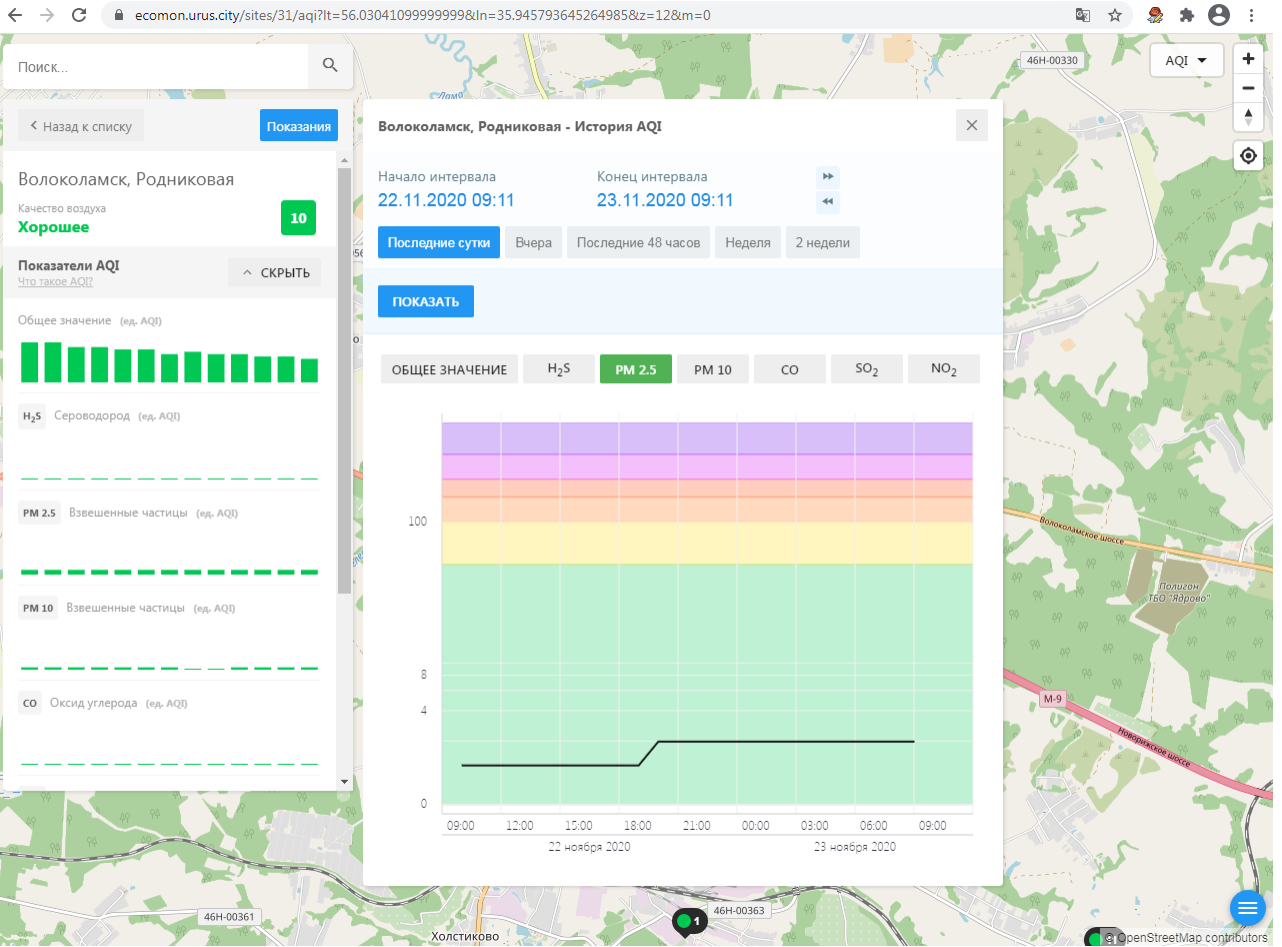 ecomon.urus.city/sites/31/aqi?lt=56.03041099999999&ln=35.945793645264985&z=12&m=0
Поиск...
Назад к списку
Показания
Волоколамск, Родниковая
Качество воздуха
Хорошее
10
Показатели AQI
Что такое AQI?
СКРЫТЬ
Общее значение (ед. AQI)
H2S Сероводород (ед. AQI)
PM 2.5 Взвешенные частицы (ед. AQI)
PM 10 Взвешенные частицы (ед. AQI)
CO Оксид углерода (ед. AQI)
Волоколамск, Родниковая - История AQI
Начало интервала
22.11.2020 09:11
Конец интервала
23.11.2020 09:11
Последние сутки
Вчера
Последние 48 часов
Неделя
2 недели
ПОКАЗАТЬ
ОБЩЕЕ ЗНАЧЕНИЕ
H2S
PM 2.5
PM 10
CO
SO2
NO2
100
8
4
0
09:00 12:00 15:00 18:00 21:00 00:00 03:00 06:00 09:00
22 ноября 2020 23 ноября 2020
46Н-00330
AQI
Волоколамское шоссе
Полигон
ТБО "Ядрово"
М-9
Новорижское шоссе
46Н-00361
46Н-00363
1
Холстиково
© OpenStreetMap contributors